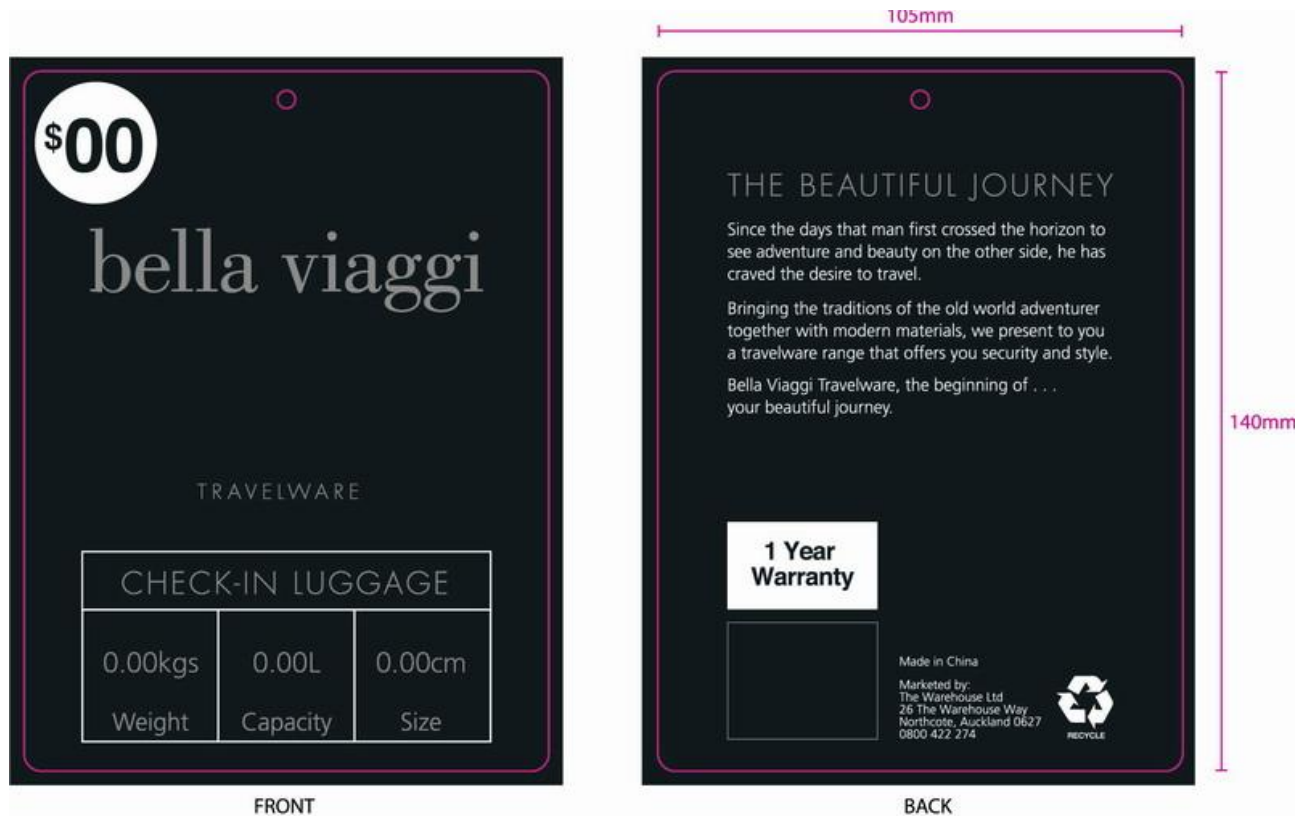 105mm
$00
bella viaggi
TRAVELWARE
CHECK-IN LUGGAGE
0.00kgs 0.00L 0.00cm
Weight Capacity Size
FRONT
THE BEAUTIFUL JOURNEY
Since the days that man first crossed the horizon to
see adventure and beauty on the other side, he has
craved the desire to travel.
Bringing the traditions of the old world adventurer
together with modern materials, we present to you
a travelware range that offers you security and style.
Bella Viaggi Travelware, the beginning of . . .
your beautiful journey.
1 Year
Warranty
Made in China
Marketed by:
The Warehouse Ltd
26 The Warehouse Way
Northcote, Auckland 0627
0800 422 274
RECYCLE
140mm
BACK